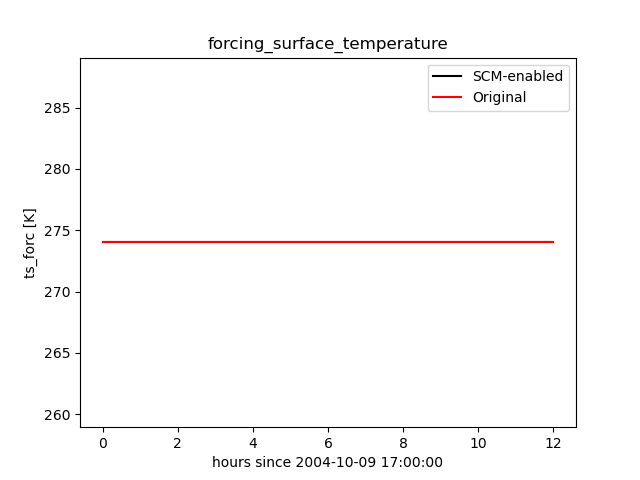 forcing_surface_temperature
SCM-enabled
Original
ts_forc [K]
285
280
275
270
265
260
0 2 4 6 8 10 12
hours since 2004-10-09 17:00:00